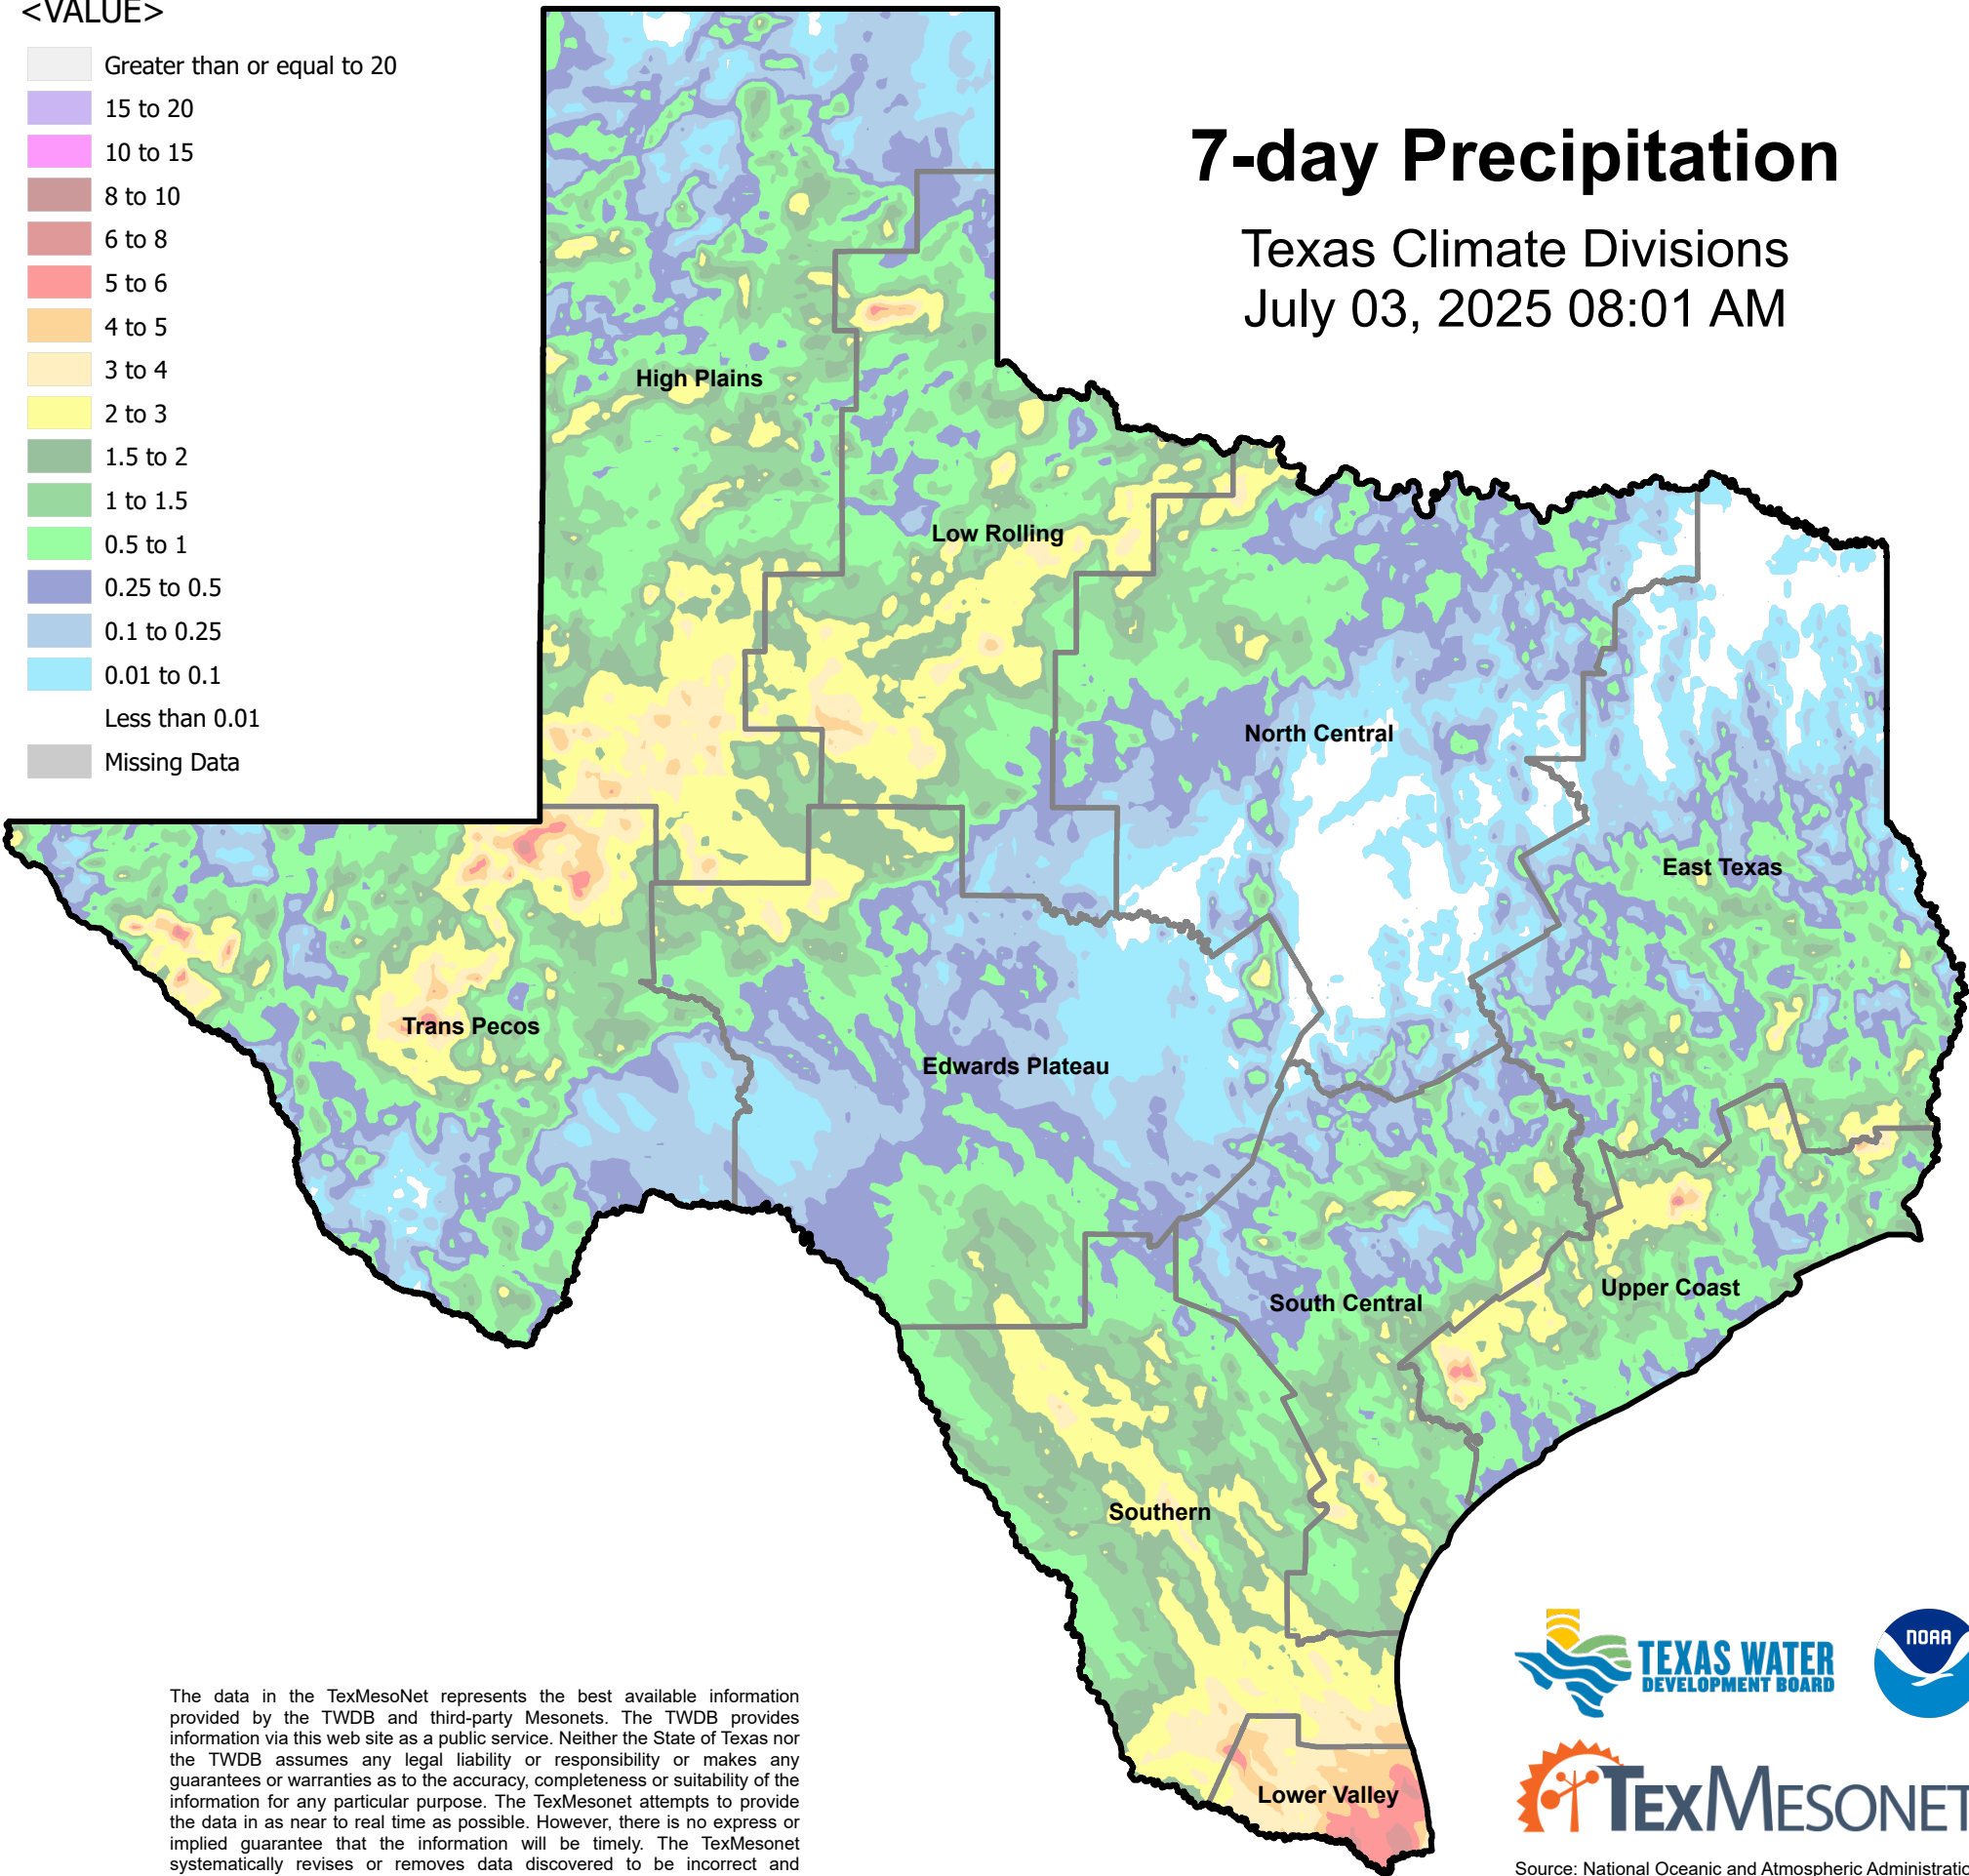 <VALUE>
Greater than or equal to 20
15 to 20
10 to 15
8 to 10
6 to 8
5 to 6
4 to 5
3 to 4
2 to 3
1.5 to 2
1 to 1.5
0.5 to 1
0.25 to 0.5
0.1 to 0.25
0.01 to 0.1
Less than 0.01
Missing Data
7-day Precipitation
Texas Climate Divisions
July 03, 2025 08:01 AM
High Plains
Low Rolling
North Central
East Texas
Trans Pecos
Edwards Plateau
South Central
Upper Coast
Southern
Lower Valley
The data in the TexMesoNet represents the best available information
provided by the TWDB and third-party Mesonets. The TWDB provides
information via this web site as a public service. Neither the State of Texas nor
the TWDB assumes any legal liability or responsibility or makes any
guarantees or warranties as to the accuracy, completeness or suitability of the
information for any particular purpose. The TexMesonet attempts to provide
the data in as near to real time as possible. However, there is no express or
implied guarantee that the information will be timely. The TexMesonet
systematically revises or removes data discovered to be incorrect and
TEXAS WATER
DEVELOPMENT BOARD
NOAA
TEXMESONET
Source: National Oceanic and Atmospheric Administratio